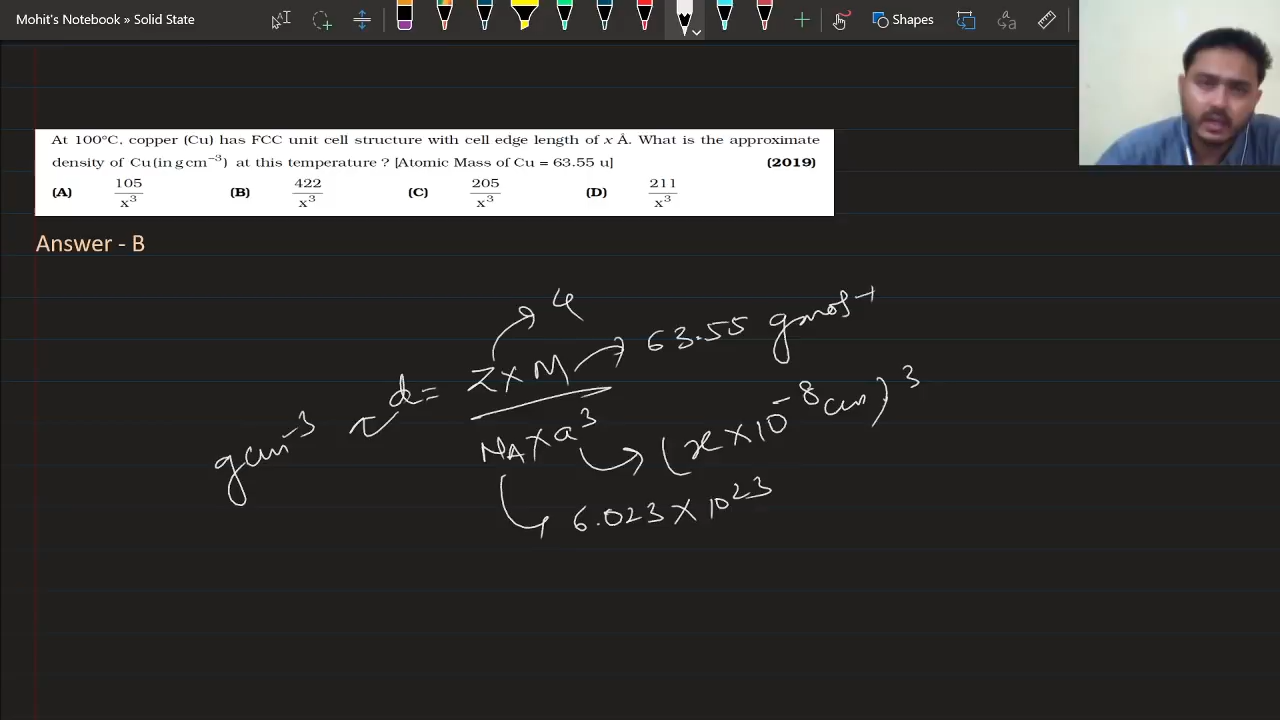 Mohit's Notebook » Solid State
Shapes
At 100°C, copper (Cu) has FCC unit cell structure with cell edge length of x Å. What is the approximate
density of Cu (in g cm⁻³) at this temperature ? [Atomic Mass of Cu = 63.55 u] (2019)
(A) 105/x³ (B) 422/x³ (C) 205/x³ (D) 211/x³
Answer - B
4
63.55 gmol⁻¹
d = Z × M
gcm⁻³
N_A × a³
(x × 10⁻⁸ cm)³
6.023 × 10²³